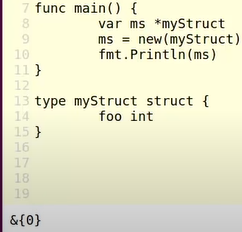 7 func main() {
8 var ms *myStruct
9 ms = new(myStruct)
10 fmt.Println(ms)
11 }
12
13 type myStruct struct {
14 foo int
15 }
16
17
18
19
&{0}